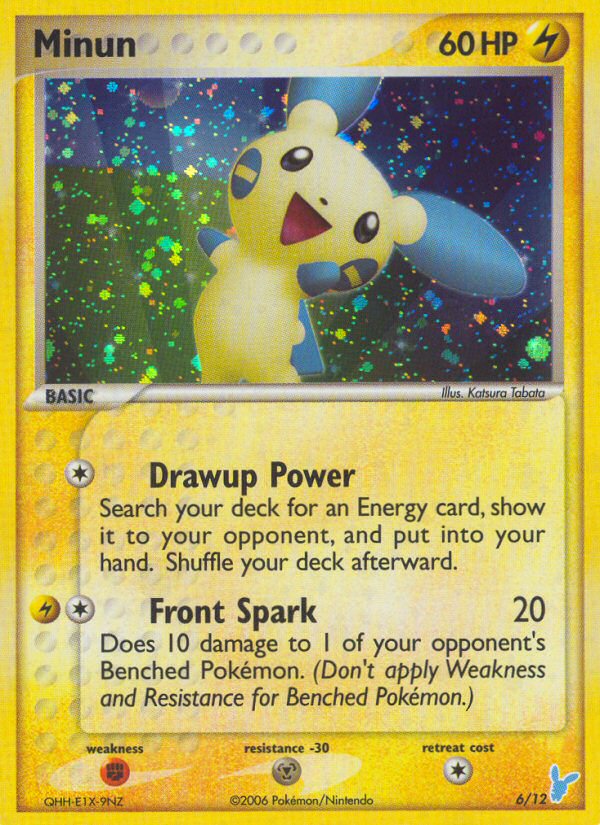 Minun 60 HP
BASIC
Illus. Katsura Tabata
Drawup Power
Search your deck for an Energy card, show
it to your opponent, and put into your
hand. Shuffle your deck afterward.
Front Spark 20
Does 10 damage to 1 of your opponent's
Benched Pokémon. (Don't apply Weakness
and Resistance for Benched Pokémon.)
weakness resistance -30 retreat cost
QHH-E1X-9NZ ©2006 Pokémon/Nintendo 6/12